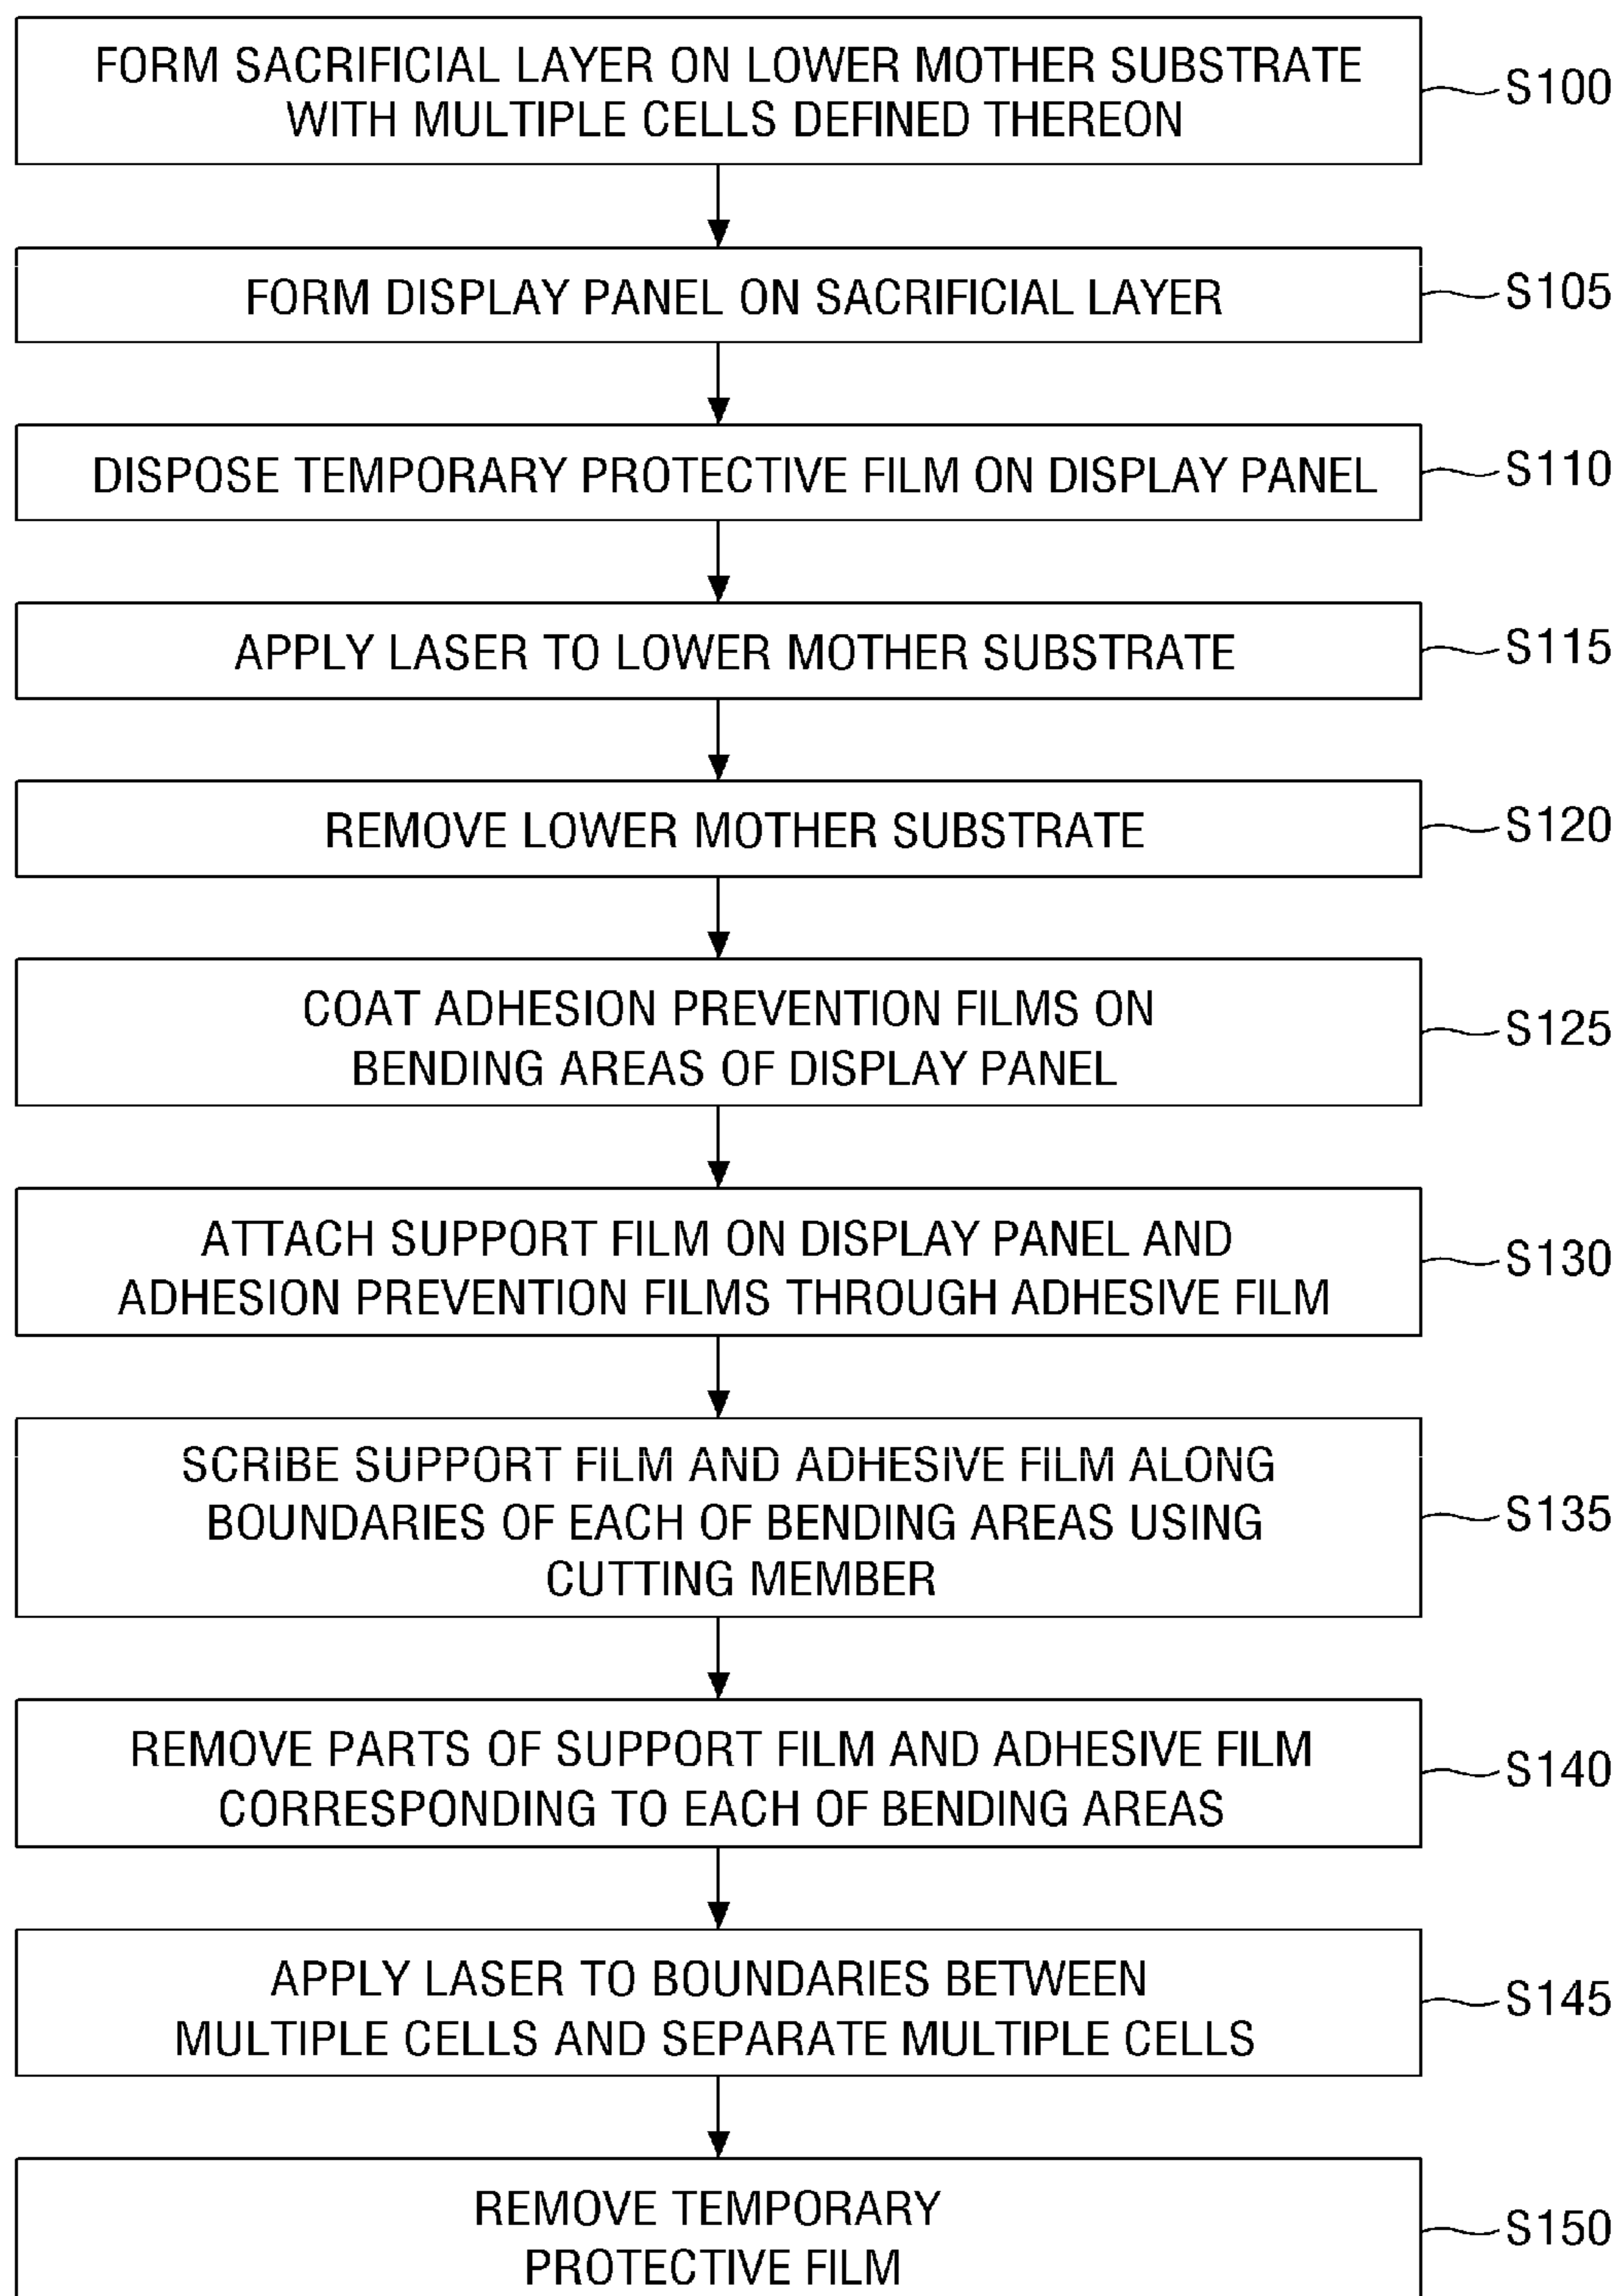 FORM SACRIFICIAL LAYER ON LOWER MOTHER SUBSTRATE
WITH MULTIPLE CELLS DEFINED THEREON
S100
FORM DISPLAY PANEL ON SACRIFICIAL LAYER
S105
DISPOSE TEMPORARY PROTECTIVE FILM ON DISPLAY PANEL
S110
APPLY LASER TO LOWER MOTHER SUBSTRATE
S115
REMOVE LOWER MOTHER SUBSTRATE
S120
COAT ADHESION PREVENTION FILMS ON
BENDING AREAS OF DISPLAY PANEL
S125
ATTACH SUPPORT FILM ON DISPLAY PANEL AND
ADHESION PREVENTION FILMS THROUGH ADHESIVE FILM
S130
SCRIBE SUPPORT FILM AND ADHESIVE FILM ALONG
BOUNDARIES OF EACH OF BENDING AREAS USING
CUTTING MEMBER
S135
REMOVE PARTS OF SUPPORT FILM AND ADHESIVE FILM
CORRESPONDING TO EACH OF BENDING AREAS
S140
APPLY LASER TO BOUNDARIES BETWEEN
MULTIPLE CELLS AND SEPARATE MULTIPLE CELLS
S145
REMOVE TEMPORARY
PROTECTIVE FILM
S150